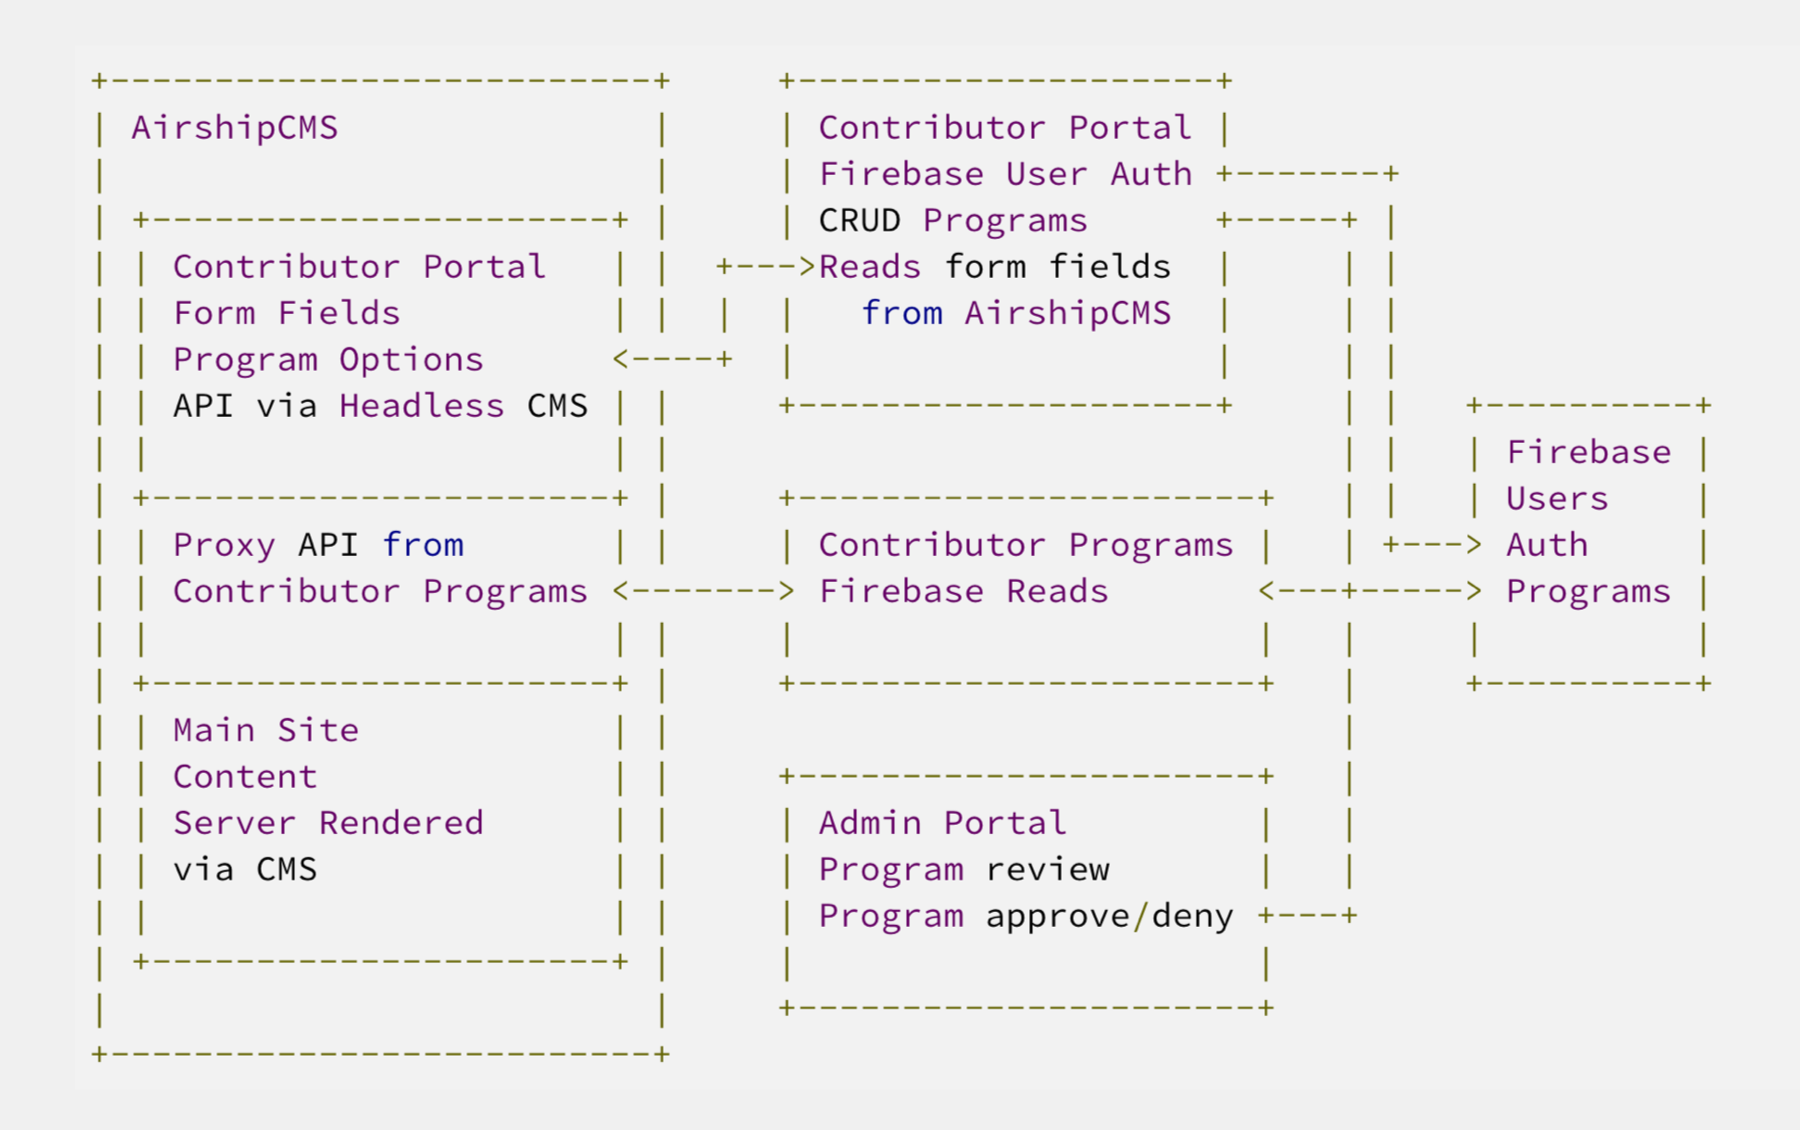 AirshipCMS
Contributor Portal
Form Fields
Program Options
API via Headless CMS
Proxy API from
Contributor Programs
Main Site
Content
Server Rendered
via CMS
Contributor Portal
Firebase User Auth
CRUD Programs
Reads form fields
from AirshipCMS
Contributor Programs
Firebase Reads
Admin Portal
Program review
Program approve/deny
Firebase
Users
Auth
Programs